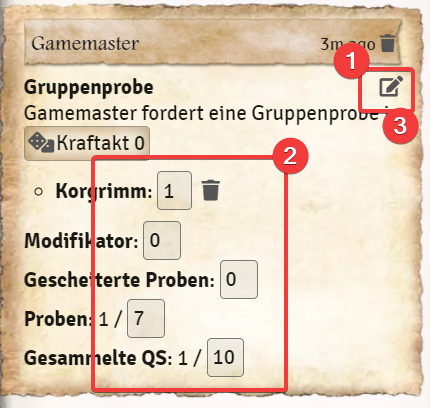 Gamemaster 3m ago
1
Gruppenprobe
Gamemaster fordert eine Gruppenprobe
3
Kraftakt 0
2
Korgrimm: 1
Modifikator: 0
Gescheiterte Proben: 0
Proben: 1 / 7
Gesammelte QS: 1 / 10